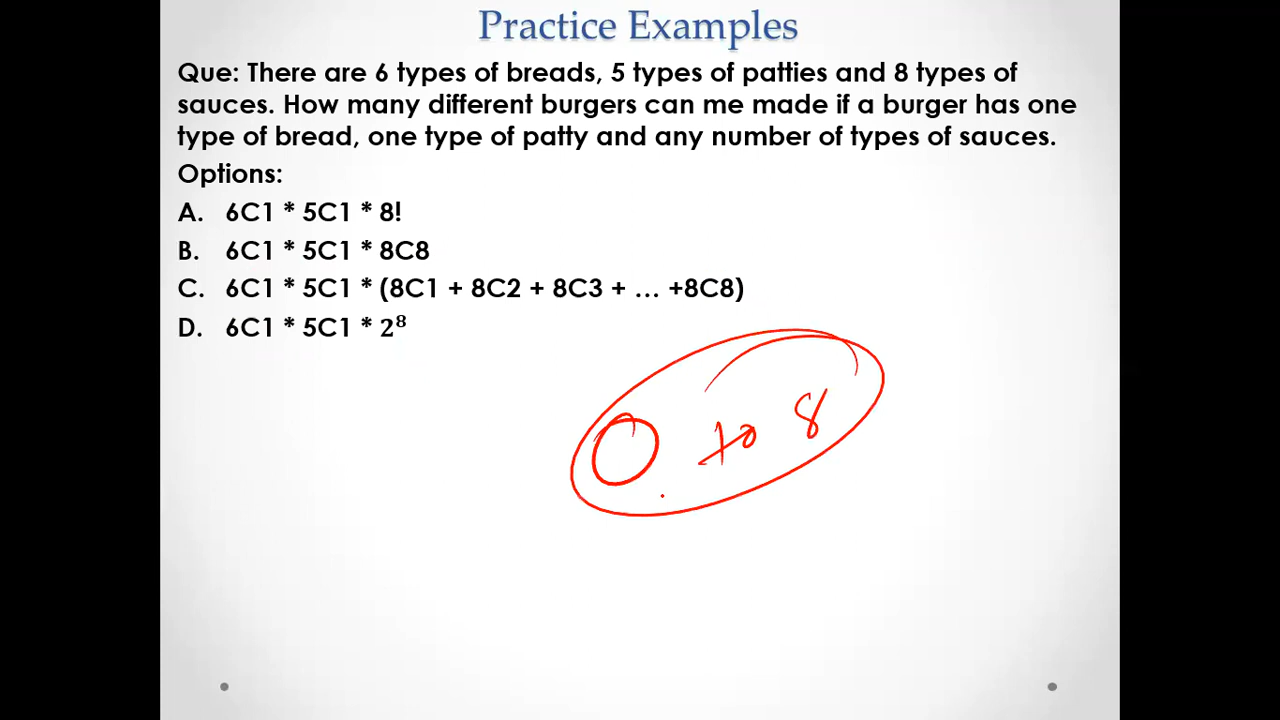 Practice Examples
Que: There are 6 types of breads, 5 types of patties and 8 types of
sauces. How many different burgers can me made if a burger has one
type of bread, one type of patty and any number of types of sauces.
Options:
A. 6C1 * 5C1 * 8!
B. 6C1 * 5C1 * 8C8
C. 6C1 * 5C1 * (8C1 + 8C2 + 8C3 + … +8C8)
D. 6C1 * 5C1 * 2⁸
0 to 8